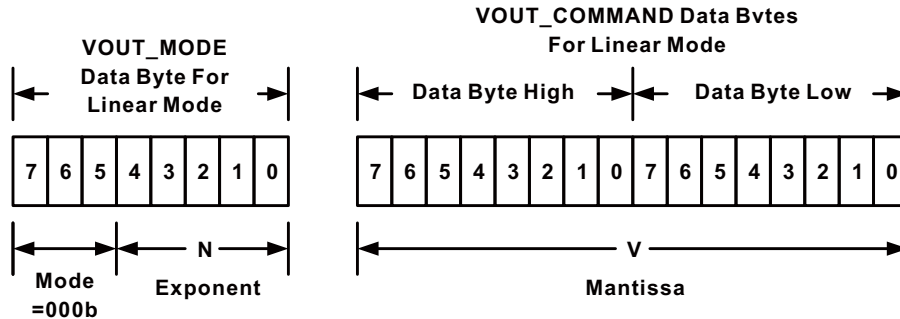 VOUT_MODE
Data Byte For
Linear Mode
VOUT_COMMAND Data Bytes
For Linear Mode
Data Byte High
Data Byte Low
7 6 5 4 3 2 1 0
7 6 5 4 3 2 1 0 7 6 5 4 3 2 1 0
N
V
Mode
=000b
Exponent
Mantissa